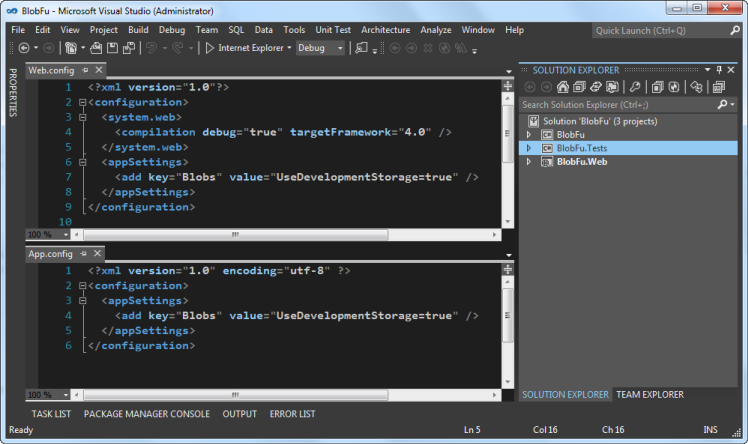 BlobFu - Microsoft Visual Studio (Administrator)
File Edit View Project Build Debug Team SQL Data Tools Unit Test Architecture Analyze Window Help Quick Launch (Ctrl+Q)
Internet Explorer Debug
PROPERTIES
Web.config
1 <?xml version="1.0"?>
2 <configuration>
3 <system.web>
4 <compilation debug="true" targetFramework="4.0" />
5 </system.web>
6 <appSettings>
7 <add key="Blobs" value="UseDevelopmentStorage=true" />
8 </appSettings>
9 </configuration>
10
100 %
App.config
1 <?xml version="1.0" encoding="utf-8" ?>
2 <configuration>
3 <appSettings>
4 <add key="Blobs" value="UseDevelopmentStorage=true" />
5 </appSettings>
6 </configuration>
100 %
SOLUTION EXPLORER
Search Solution Explorer (Ctrl+;)
Solution 'BlobFu' (3 projects)
BlobFu
BlobFu.Tests
BlobFu.Web
SOLUTION EXPLORER TEAM EXPLORER
TASK LIST PACKAGE MANAGER CONSOLE OUTPUT ERROR LIST
Ready Ln 5 Col 16 Ch 16 INS